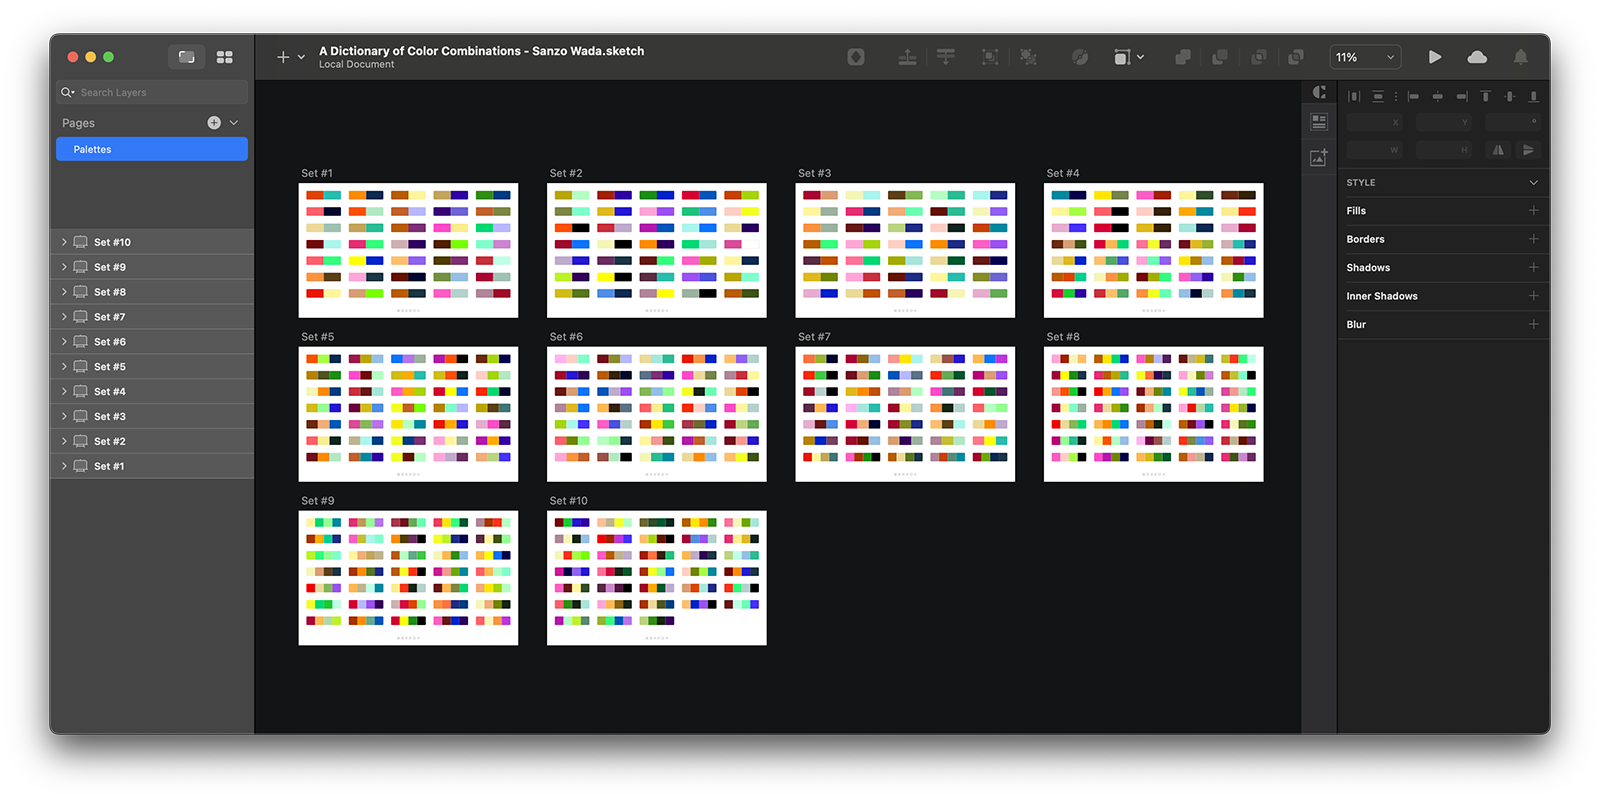 A Dictionary of Color Combinations - Sanzo Wada.sketch
Local Document
11%
Search Layers
Pages
Palettes
Set #10
Set #9
Set #8
Set #7
Set #6
Set #5
Set #4
Set #3
Set #2
Set #1
Set #1
Set #2
Set #3
Set #4
Set #5
Set #6
Set #7
Set #8
Set #9
Set #10
X
Y
°
W
H
STYLE
Fills
Borders
Shadows
Inner Shadows
Blur